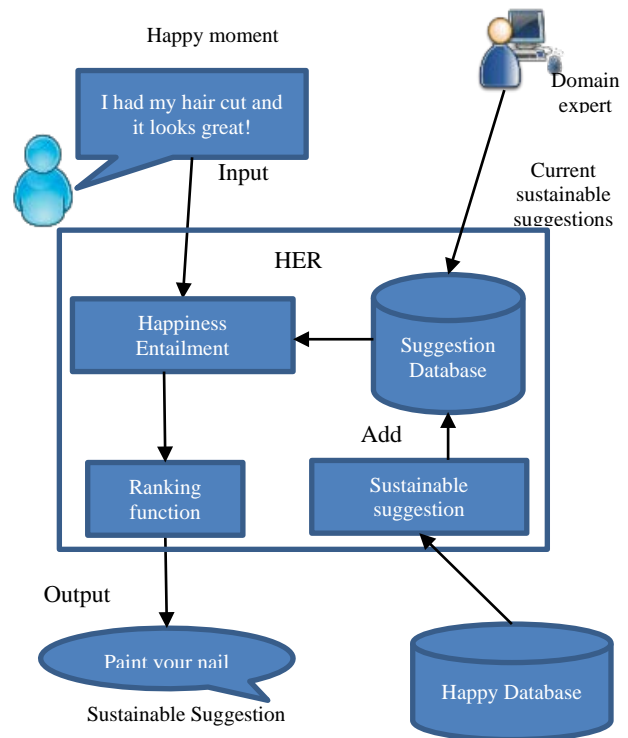 Happy moment
I had my hair cut and
it looks great!
Domain
expert
Input
Current
sustainable
suggestions
HER
Happiness
Entailment
Suggestion
Database
Add
Ranking
function
Sustainable
suggestion
Output
Paint your nail
Sustainable Suggestion
Happy Database